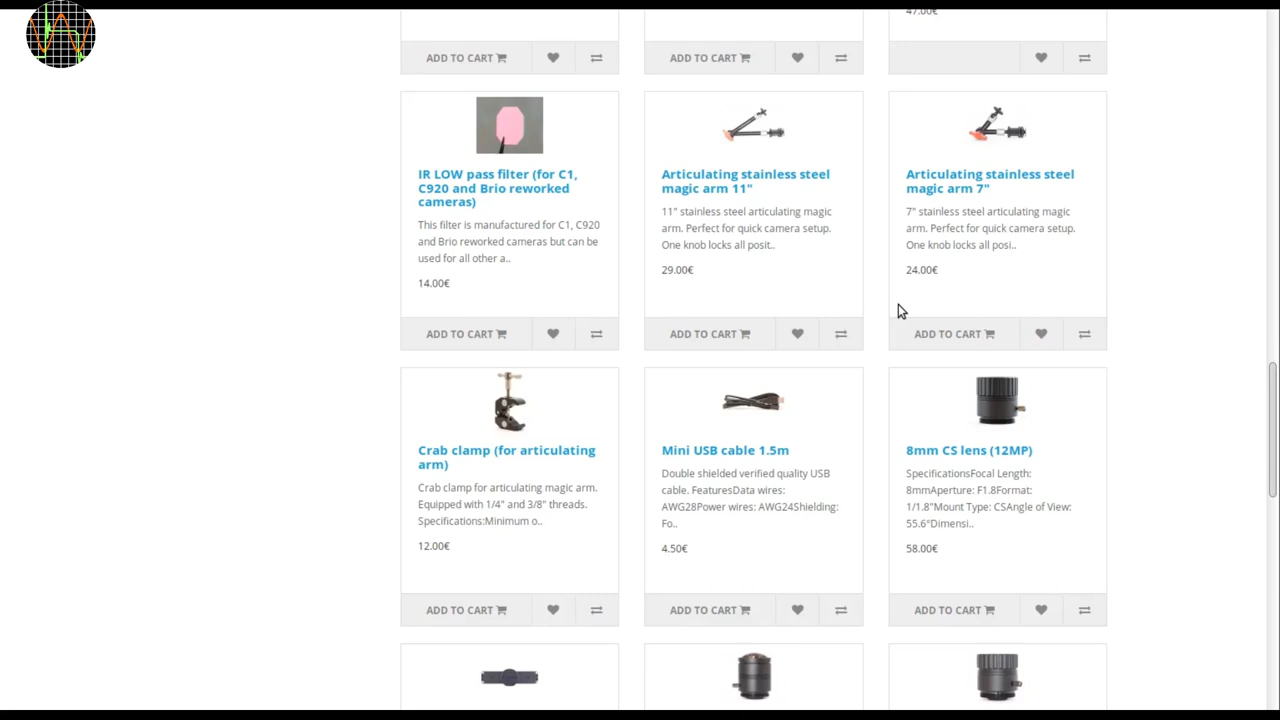 47.00€
ADD TO CART
ADD TO CART
IR LOW pass filter (for C1,
C920 and Brio reworked
cameras)
This filter is manufactured for C1, C920
and Brio reworked cameras but can be
used for all other a..
14.00€
ADD TO CART
Articulating stainless steel
magic arm 11"
11" stainless steel articulating magic
arm. Perfect for quick camera setup.
One knob locks all posit..
29.00€
ADD TO CART
Articulating stainless steel
magic arm 7"
7" stainless steel articulating magic
arm. Perfect for quick camera setup.
One knob locks all posi..
24.00€
ADD TO CART
Crab clamp (for articulating
arm)
Crab clamp for articulating magic arm.
Equipped with 1/4" and 3/8" threads.
Specifications:Minimum o..
12.00€
ADD TO CART
Mini USB cable 1.5m
Double shielded verified quality USB
cable. FeaturesData wires:
AWG28Power wires: AWG24Shielding:
Fo..
4.50€
ADD TO CART
8mm CS lens (12MP)
SpecificationsFocal Length:
8mmAperture: F1.8Format:
1/1.8"Mount Type: CSAngle of View:
55.6°Dimensi..
58.00€
ADD TO CART